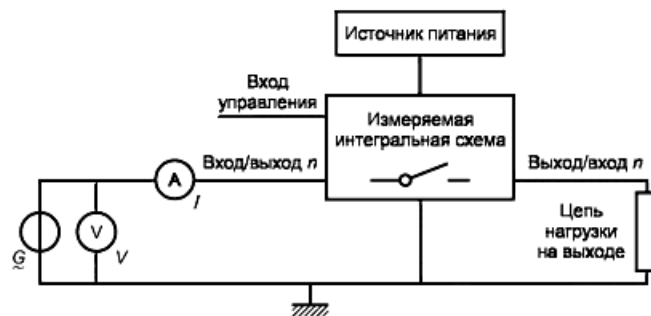 Источник питания
Вход
управления
Измеряемая
интегральная схема
Вход/выход n
Выход/вход n
A
I
G
~
V
V
Цепь
нагрузки
на выходе